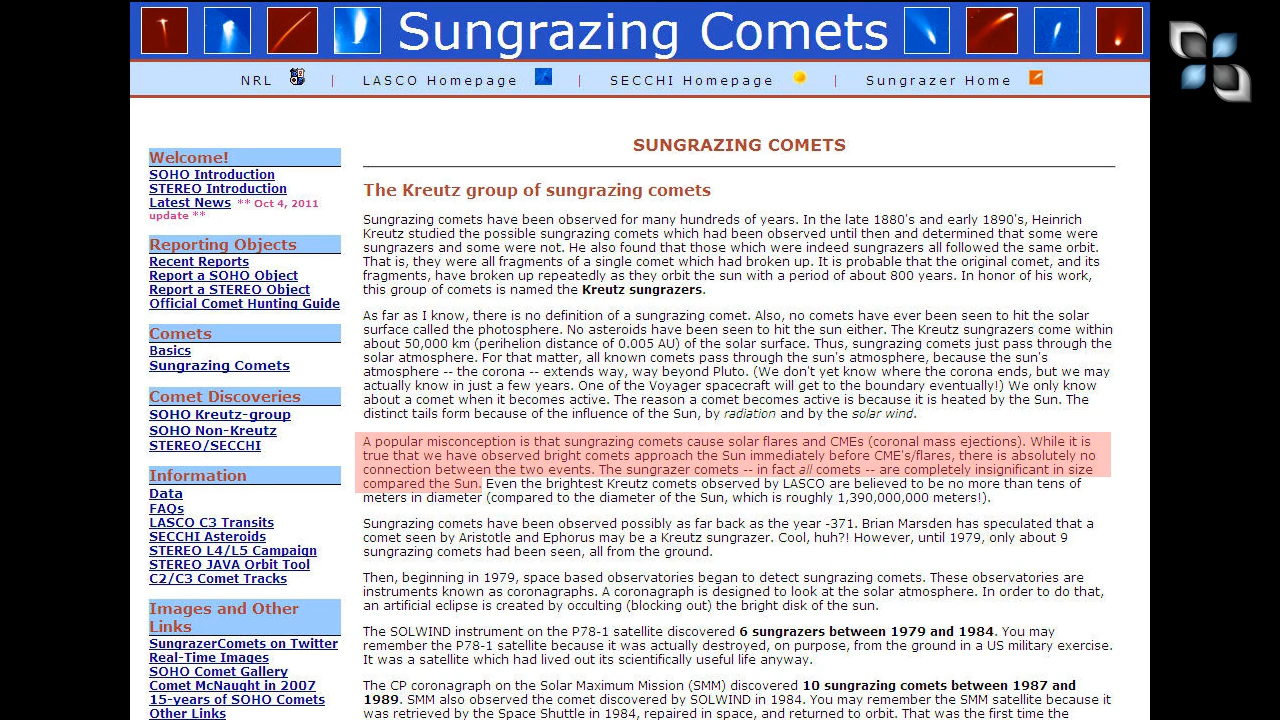 Sungrazing Comets
NRL | LASCO Homepage | SECCHI Homepage | Sungrazer Home
Welcome!
SOHO Introduction
STEREO Introduction
Latest News ** Oct 4, 2011
update **
Reporting Objects
Recent Reports
Report a SOHO Object
Report a STEREO Object
Official Comet Hunting Guide
Comets
Basics
Sungrazing Comets
Comet Discoveries
SOHO Kreutz-group
SOHO Non-Kreutz
STEREO/SECCHI
Information
Data
FAQs
LASCO C3 Transits
SECCHI Asteroids
STEREO L4/L5 Campaign
STEREO JAVA Orbit Tool
C2/C3 Comet Tracks
Images and Other
Links
SungrazerComets on Twitter
Real-Time Images
SOHO Comet Gallery
Comet McNaught in 2007
15-years of SOHO Comets
Other Links
SUNGRAZING COMETS
The Kreutz group of sungrazing comets
Sungrazing comets have been observed for many hundreds of years. In the late 1880's and early 1890's, Heinrich
Kreutz studied the possible sungrazing comets which had been observed until then and determined that some were
sungrazers and some were not. He also found that those which were indeed sungrazers all followed the same orbit.
That is, they were all fragments of a single comet which had broken up. It is probable that the original comet, and its
fragments, have broken up repeatedly as they orbit the sun with a period of about 800 years. In honor of his work,
this group of comets is named the Kreutz sungrazers.
As far as I know, there is no definition of a sungrazing comet. Also, no comets have ever been seen to hit the solar
surface called the photosphere. No asteroids have been seen to hit the sun either. The Kreutz sungrazers come within
about 50,000 km (perihelion distance of 0.005 AU) of the solar surface. Thus, sungrazing comets just pass through the
solar atmosphere. For that matter, all known comets pass through the sun's atmosphere, because the sun's
atmosphere -- the corona -- extends way, way beyond Pluto. (We don't yet know where the corona ends, but we may
actually know in just a few years. One of the Voyager spacecraft will get to the boundary eventually!) We only know
about a comet when it becomes active. The reason a comet becomes active is because it is heated by the Sun. The
distinct tails form because of the influence of the Sun, by radiation and by the solar wind.
A popular misconception is that sungrazing comets cause solar flares and CMEs (coronal mass ejections). While it is
true that we have observed bright comets approach the Sun immediately before CME's/flares, there is absolutely no
connection between the two events. The sungrazer comets -- in fact all comets -- are completely insignificant in size
compared the Sun. Even the brightest Kreutz comets observed by LASCO are believed to be no more than tens of
meters in diameter (compared to the diameter of the Sun, which is roughly 1,390,000,000 meters!).
Sungrazing comets have been observed possibly as far back as the year -371. Brian Marsden has speculated that a
comet seen by Aristotle and Ephorus may be a Kreutz sungrazer. Cool, huh?! However, until 1979, only about 9
sungrazing comets had been seen, all from the ground.
Then, beginning in 1979, space based observatories began to detect sungrazing comets. These observatories are
instruments known as coronagraphs. A coronagraph is designed to look at the solar atmosphere. In order to do that,
an artificial eclipse is created by occulting (blocking out) the bright disk of the sun.
The SOLWIND instrument on the P78-1 satellite discovered 6 sungrazers between 1979 and 1984. You may
remember the P78-1 satellite because it was actually destroyed, on purpose, from the ground in a US military exercise.
It was a satellite which had lived out its scientifically useful life anyway.
The CP coronagraph on the Solar Maximum Mission (SMM) discovered 10 sungrazing comets between 1987 and
1989. SMM also observed the comet discovered by SOLWIND in 1984. You may remember the SMM satellite because it
was retrieved by the Space Shuttle in 1984, repaired in space, and returned to orbit. That was the first time the